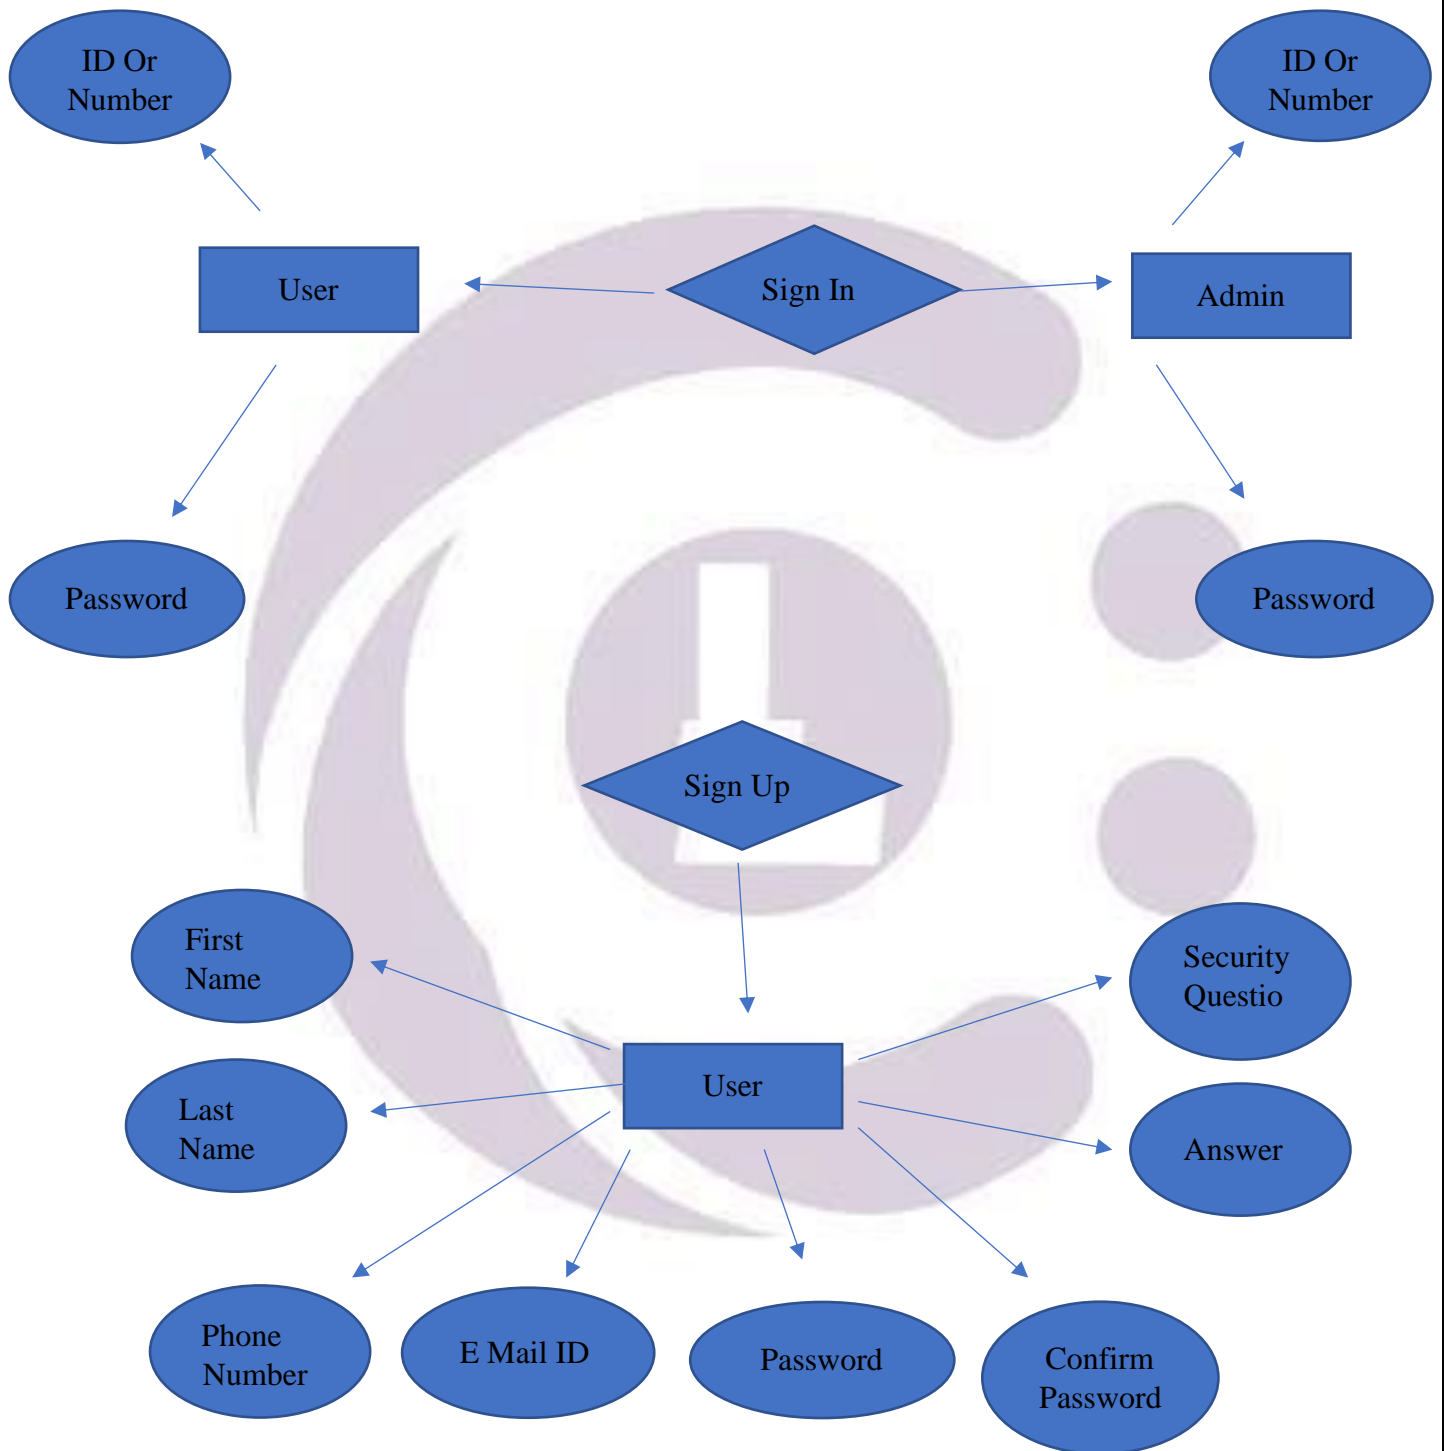 ID Or
Number
ID Or
Number
User
Sign In
Admin
Password
Password
Sign Up
First
Name
Security
Questio
User
Last
Name
Answer
Phone
Number
E Mail ID
Password
Confirm
Password